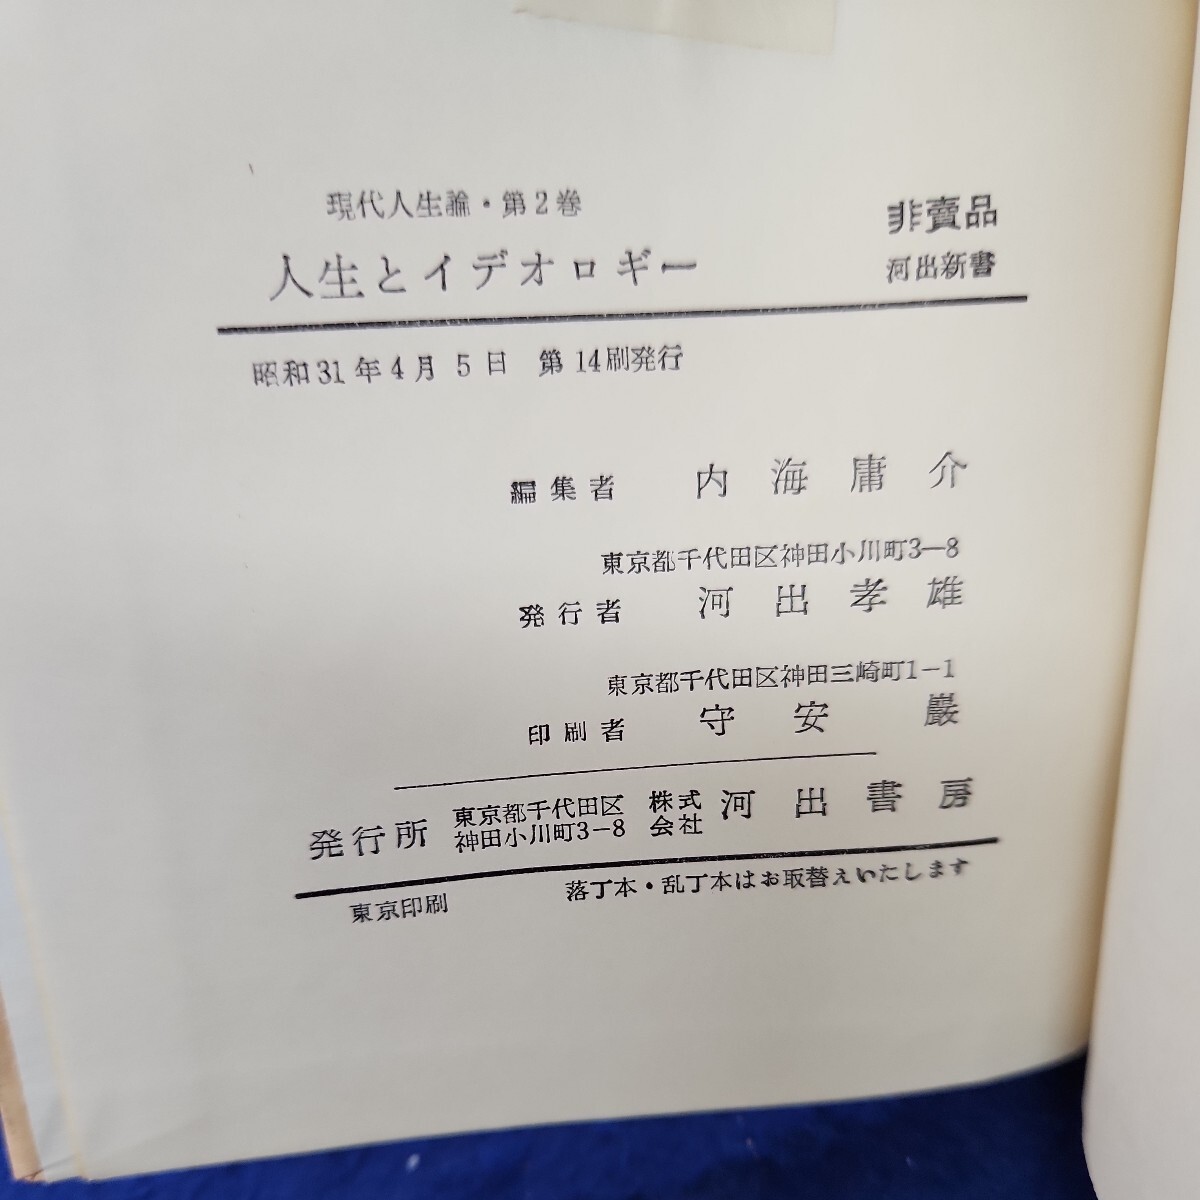 現代人生論・第2巻
人生とイデオロギー
非賣品
河出新書
昭和31年4月5日 第14刷発行
編集者 内海庸介
東京都千代田区神田小川町3—8
発行者 河出孝雄
東京都千代田区神田三崎町1-1
印刷者 守安巌
発行所 東京都千代田区神田小川町3-8 株式会社 河出書房
東京印刷 落丁本・乱丁本はお取替えいたします